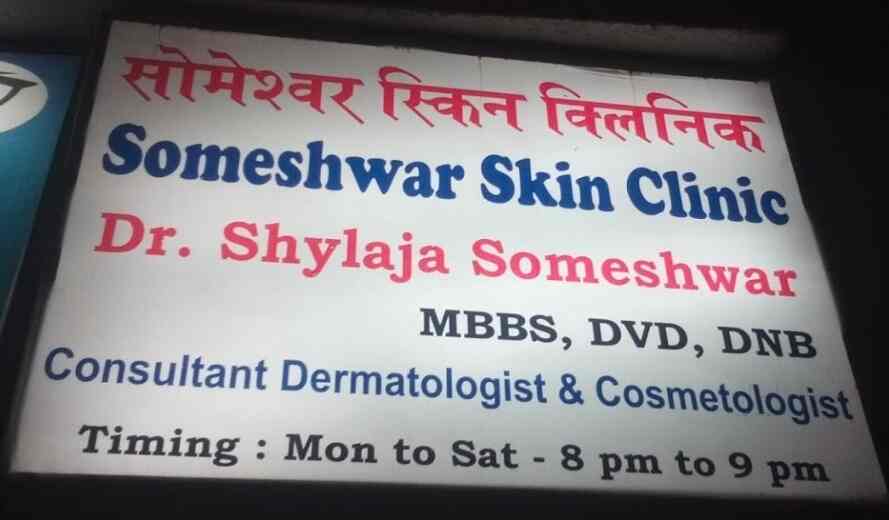 सोमेश्वर स्किन क्लिनिक
Someshwar Skin Clinic
Dr. Shylaja Someshwar
MBBS, DVD, DNB
Consultant Dermatologist & Cosmetologist
Timing : Mon to Sat - 8 pm to 9 pm